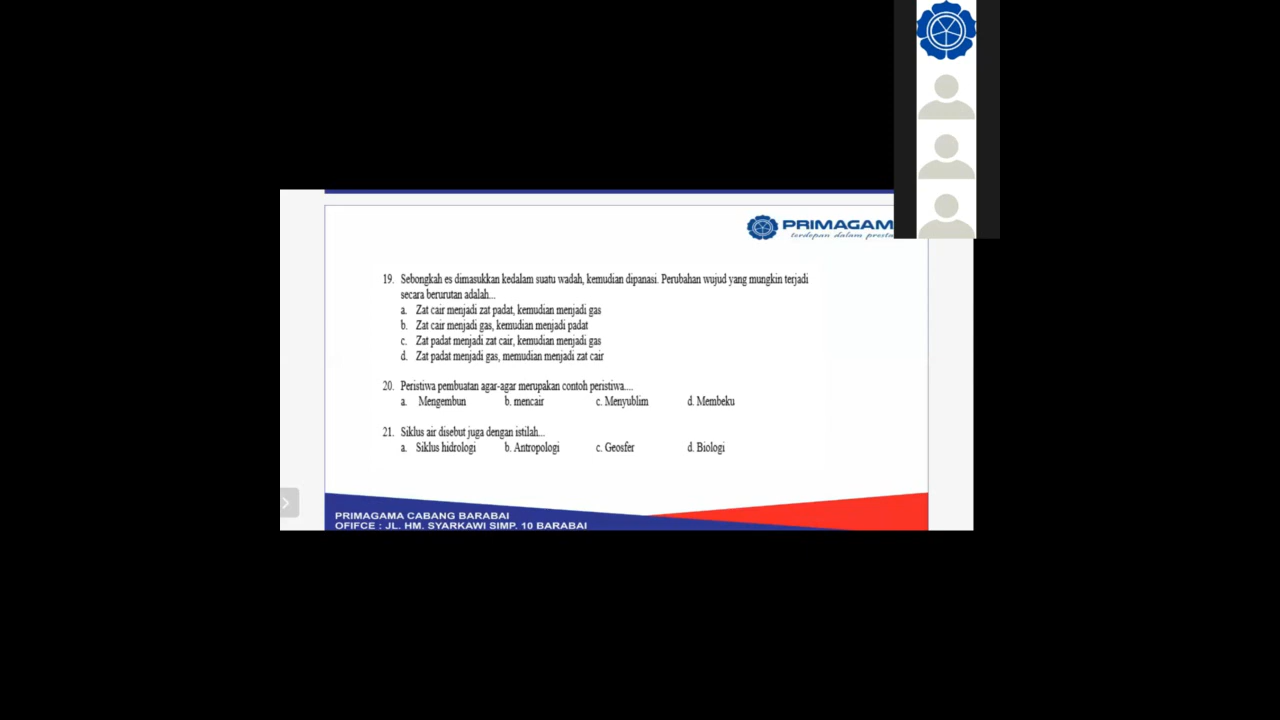 PRIMAGAM
terdepan dalam presta
19. Sebongkah es dimasukkan kedalam suatu wadah, kemudian dipanasi. Perubahan wujud yang mungkin terjadi
secara berurutan adalah...
a. Zat cair menjadi zat padat, kemudian menjadi gas
b. Zat cair menjadi gas, kemudian menjadi padat
c. Zat padat menjadi zat cair, kemudian menjadi gas
d. Zat padat menjadi gas, memudian menjadi zat cair
20. Peristiwa pembuatan agar-agar merupakan contoh peristiwa....
a. Mengembun b. mencair c. Menyublim d. Membeku
21. Siklus air disebut juga dengan istilah...
a. Siklus hidrologi b. Antropologi c. Geosfer d. Biologi
PRIMAGAMA CABANG BARABAI
OFIFCE : JL. HM. SYARKAWI SIMP. 10 BARABAI